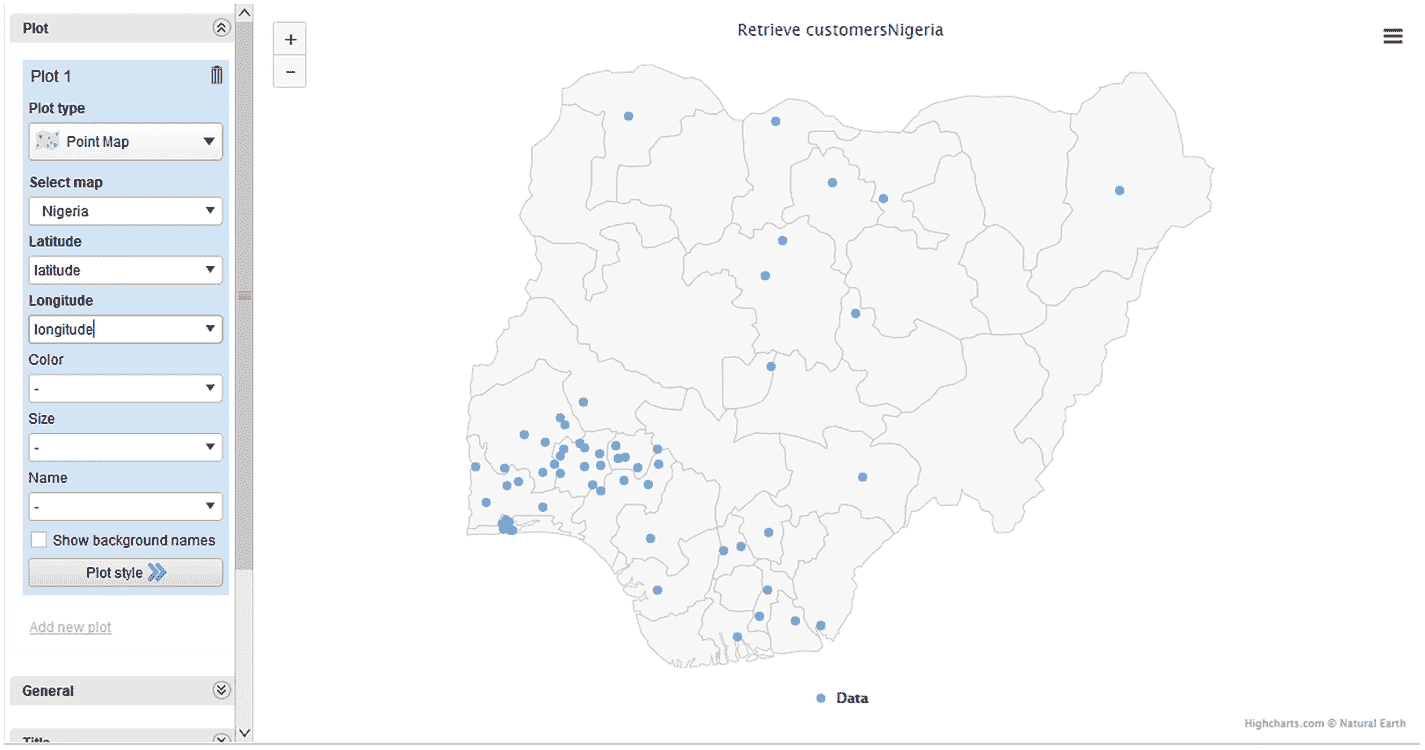 Plot
Plot 1
Plot type
Point Map
Select map
Nigeria
Latitude
latitude
Longitude
longitude
Color
-
Size
-
Name
-
Show background names
Plot style
Add new plot
General
Title
+
-
Retrieve customersNigeria
Data
Highcharts.com © Natural Earth